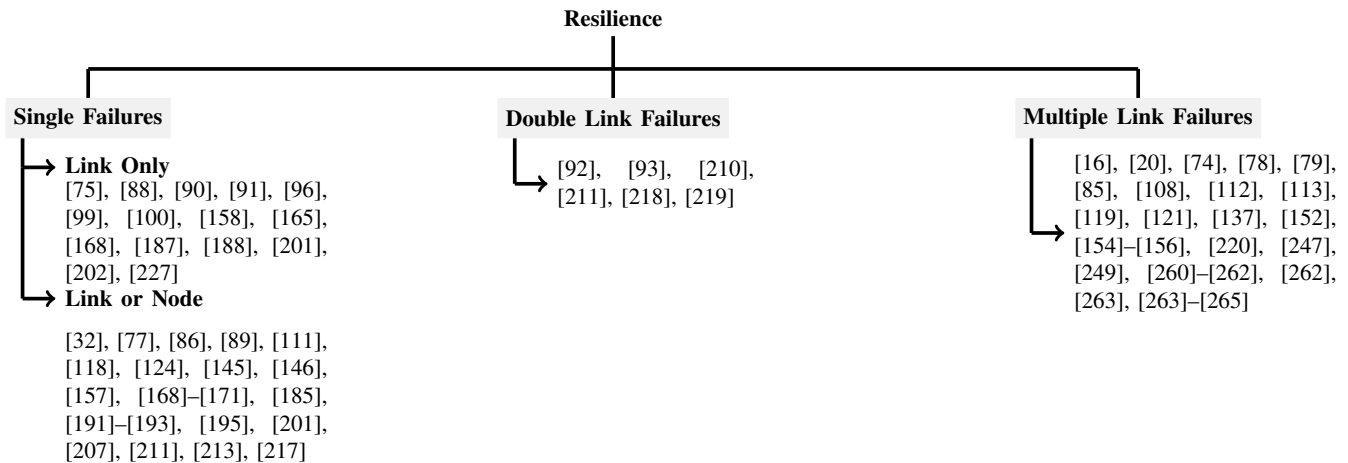 Resilience
Single Failures
Link Only
[75], [88], [90], [91], [96],
[99], [100], [158], [165],
[168], [187], [188], [201],
[202], [227]
Link or Node
[32], [77], [86], [89], [111],
[118], [124], [145], [146],
[157], [168]–[171], [185],
[191]–[193], [195], [201],
[207], [211], [213], [217]
Double Link Failures
[92], [93], [210],
[211], [218], [219]
Multiple Link Failures
[16], [20], [74], [78], [79],
[85], [108], [112], [113],
[119], [121], [137], [152],
[154]–[156], [220], [247],
[249], [260]–[262], [262],
[263], [263]–[265]